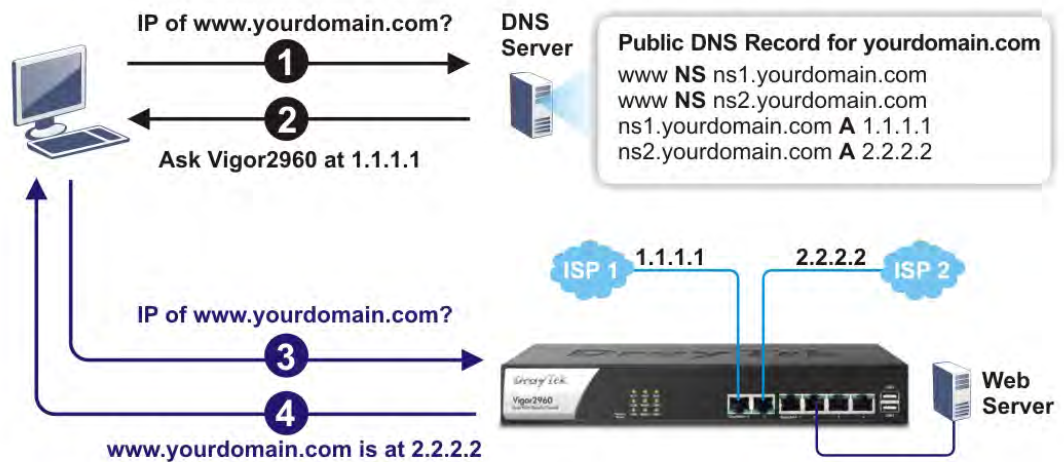 IP of www.yourdomain.com?
1
2
Ask Vigor2960 at 1.1.1.1
DNS
Server
Public DNS Record for yourdomain.com
www NS ns1.yourdomain.com
www NS ns2.yourdomain.com
ns1.yourdomain.com A 1.1.1.1
ns2.yourdomain.com A 2.2.2.2
ISP 1
1.1.1.1
2.2.2.2
ISP 2
IP of www.yourdomain.com?
3
4
www.yourdomain.com is at 2.2.2.2
DrayTek
DrayTek
Vigor2960
Web
Server